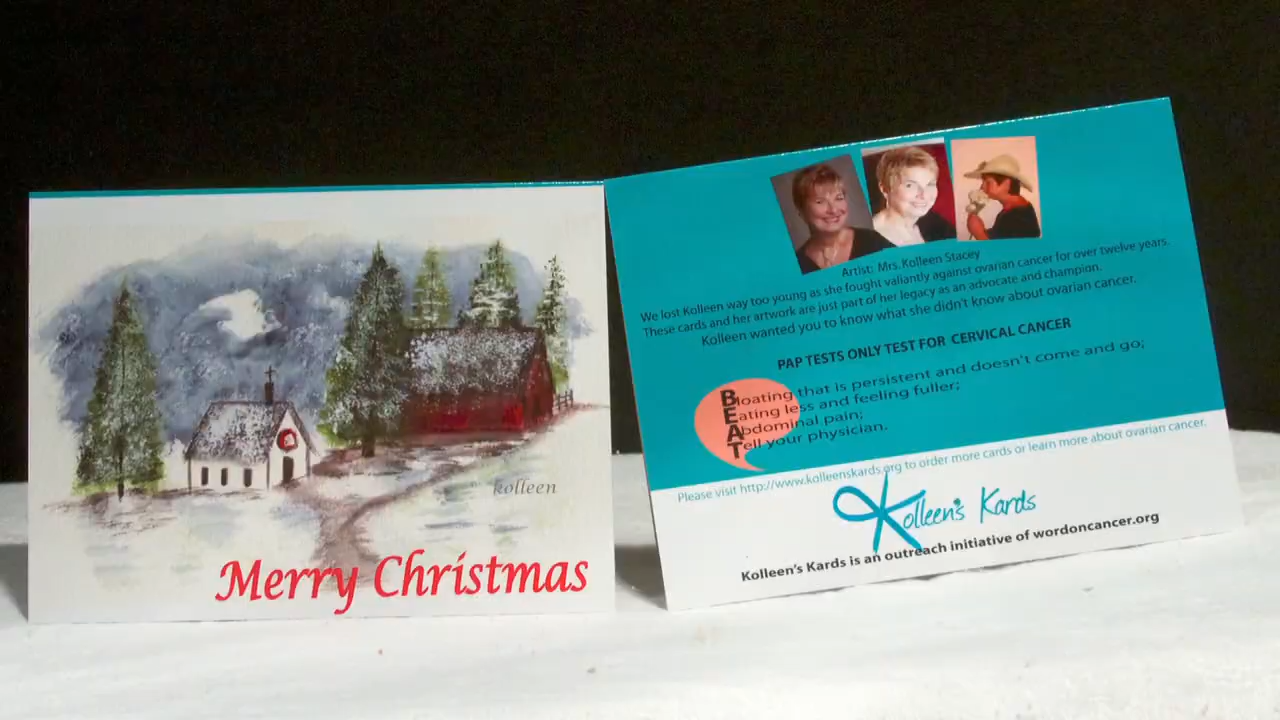 kolleen
Merry Christmas
Artist: Mrs. Kolleen Stacey
We lost Kolleen way too young as she fought valiantly against ovarian cancer for over twelve years.
These cards and her artwork are just part of her legacy as an advocate and champion.
Kolleen wanted you to know what she didn't know about ovarian cancer.
PAP TESTS ONLY TEST FOR CERVICAL CANCER
Bloating that is persistent and doesn't come and go;
Eating less and feeling fuller;
Abdominal pain;
Tell your physician.
Please visit http://www.kolleenskards.org to order more cards or learn more about ovarian cancer.
Kolleen's Kards
Kolleen's Kards is an outreach initiative of wordoncancer.org